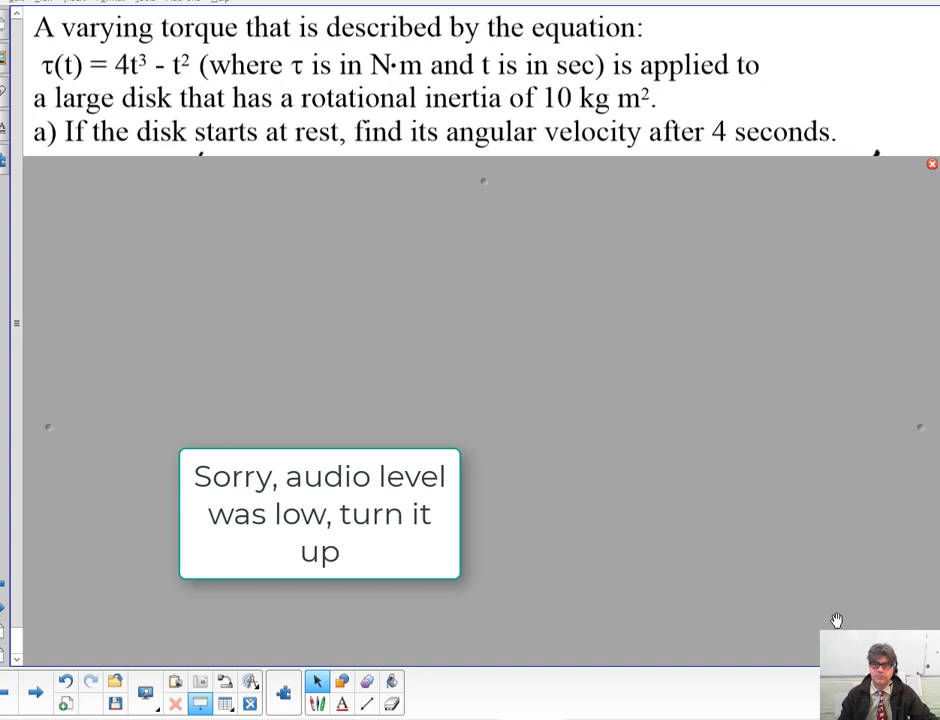 A varying torque that is described by the equation:
τ(t) = 4t³ - t² (where τ is in N·m and t is in sec) is applied to
a large disk that has a rotational inertia of 10 kg m².
a) If the disk starts at rest, find its angular velocity after 4 seconds.
Sorry, audio level
was low, turn it
up